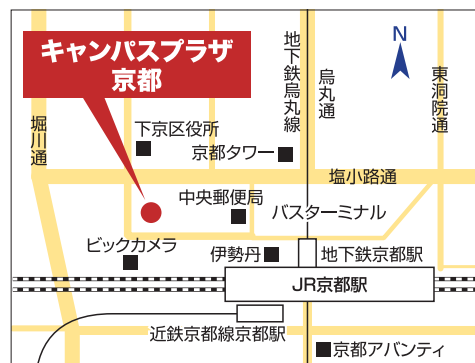 キャンパスプラザ
京都
N
堀川通
地下鉄烏丸線
烏丸通
東洞院通
下京区役所
京都タワー
塩小路通
中央郵便局
バスターミナル
ビックカメラ
伊勢丹
地下鉄京都駅
JR京都駅
近鉄京都線京都駅
京都アバンティ